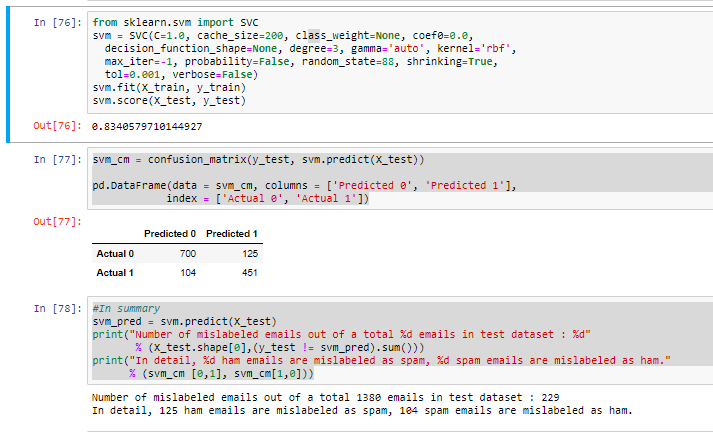 In [76]: from sklearn.svm import SVC
svm = SVC(C=1.0, cache_size=200, class_weight=None, coef0=0.0,
decision_function_shape=None, degree=3, gamma='auto', kernel='rbf',
max_iter=-1, probability=False, random_state=88, shrinking=True,
tol=0.001, verbose=False)
svm.fit(X_train, y_train)
svm.score(X_test, y_test)
Out[76]: 0.8340579710144927
In [77]: svm_cm = confusion_matrix(y_test, svm.predict(X_test))
pd.DataFrame(data = svm_cm, columns = ['Predicted 0', 'Predicted 1'],
index = ['Actual 0', 'Actual 1'])
Out[77]:
Predicted 0 Predicted 1
Actual 0 700 125
Actual 1 104 451
In [78]: #In summary
svm_pred = svm.predict(X_test)
print("Number of mislabeled emails out of a total %d emails in test dataset : %d"
% (X_test.shape[0],(y_test != svm_pred).sum()))
print("In detail, %d ham emails are mislabeled as spam, %d spam emails are mislabeled as ham."
% (svm_cm [0,1], svm_cm[1,0]))
Number of mislabeled emails out of a total 1380 emails in test dataset : 229
In detail, 125 ham emails are mislabeled as spam, 104 spam emails are mislabeled as ham.